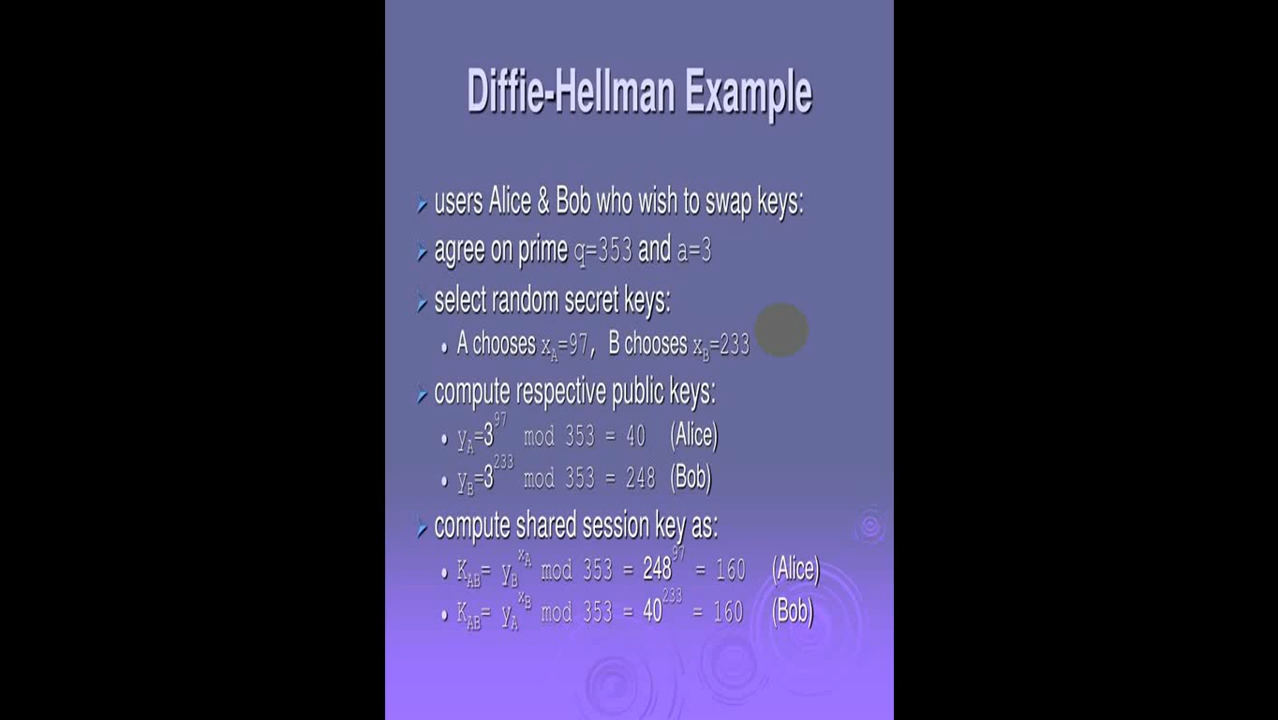 Diffie-Hellman Example
users Alice & Bob who wish to swap keys:
agree on prime q=353 and a=3
select random secret keys:
A chooses xA=97, B chooses xB=233
compute respective public keys:
yA=3^97 mod 353 = 40 (Alice)
yB=3^233 mod 353 = 248 (Bob)
compute shared session key as:
KAB= yB^xA mod 353 = 248^97 = 160 (Alice)
KAB= yA^xB mod 353 = 40^233 = 160 (Bob)